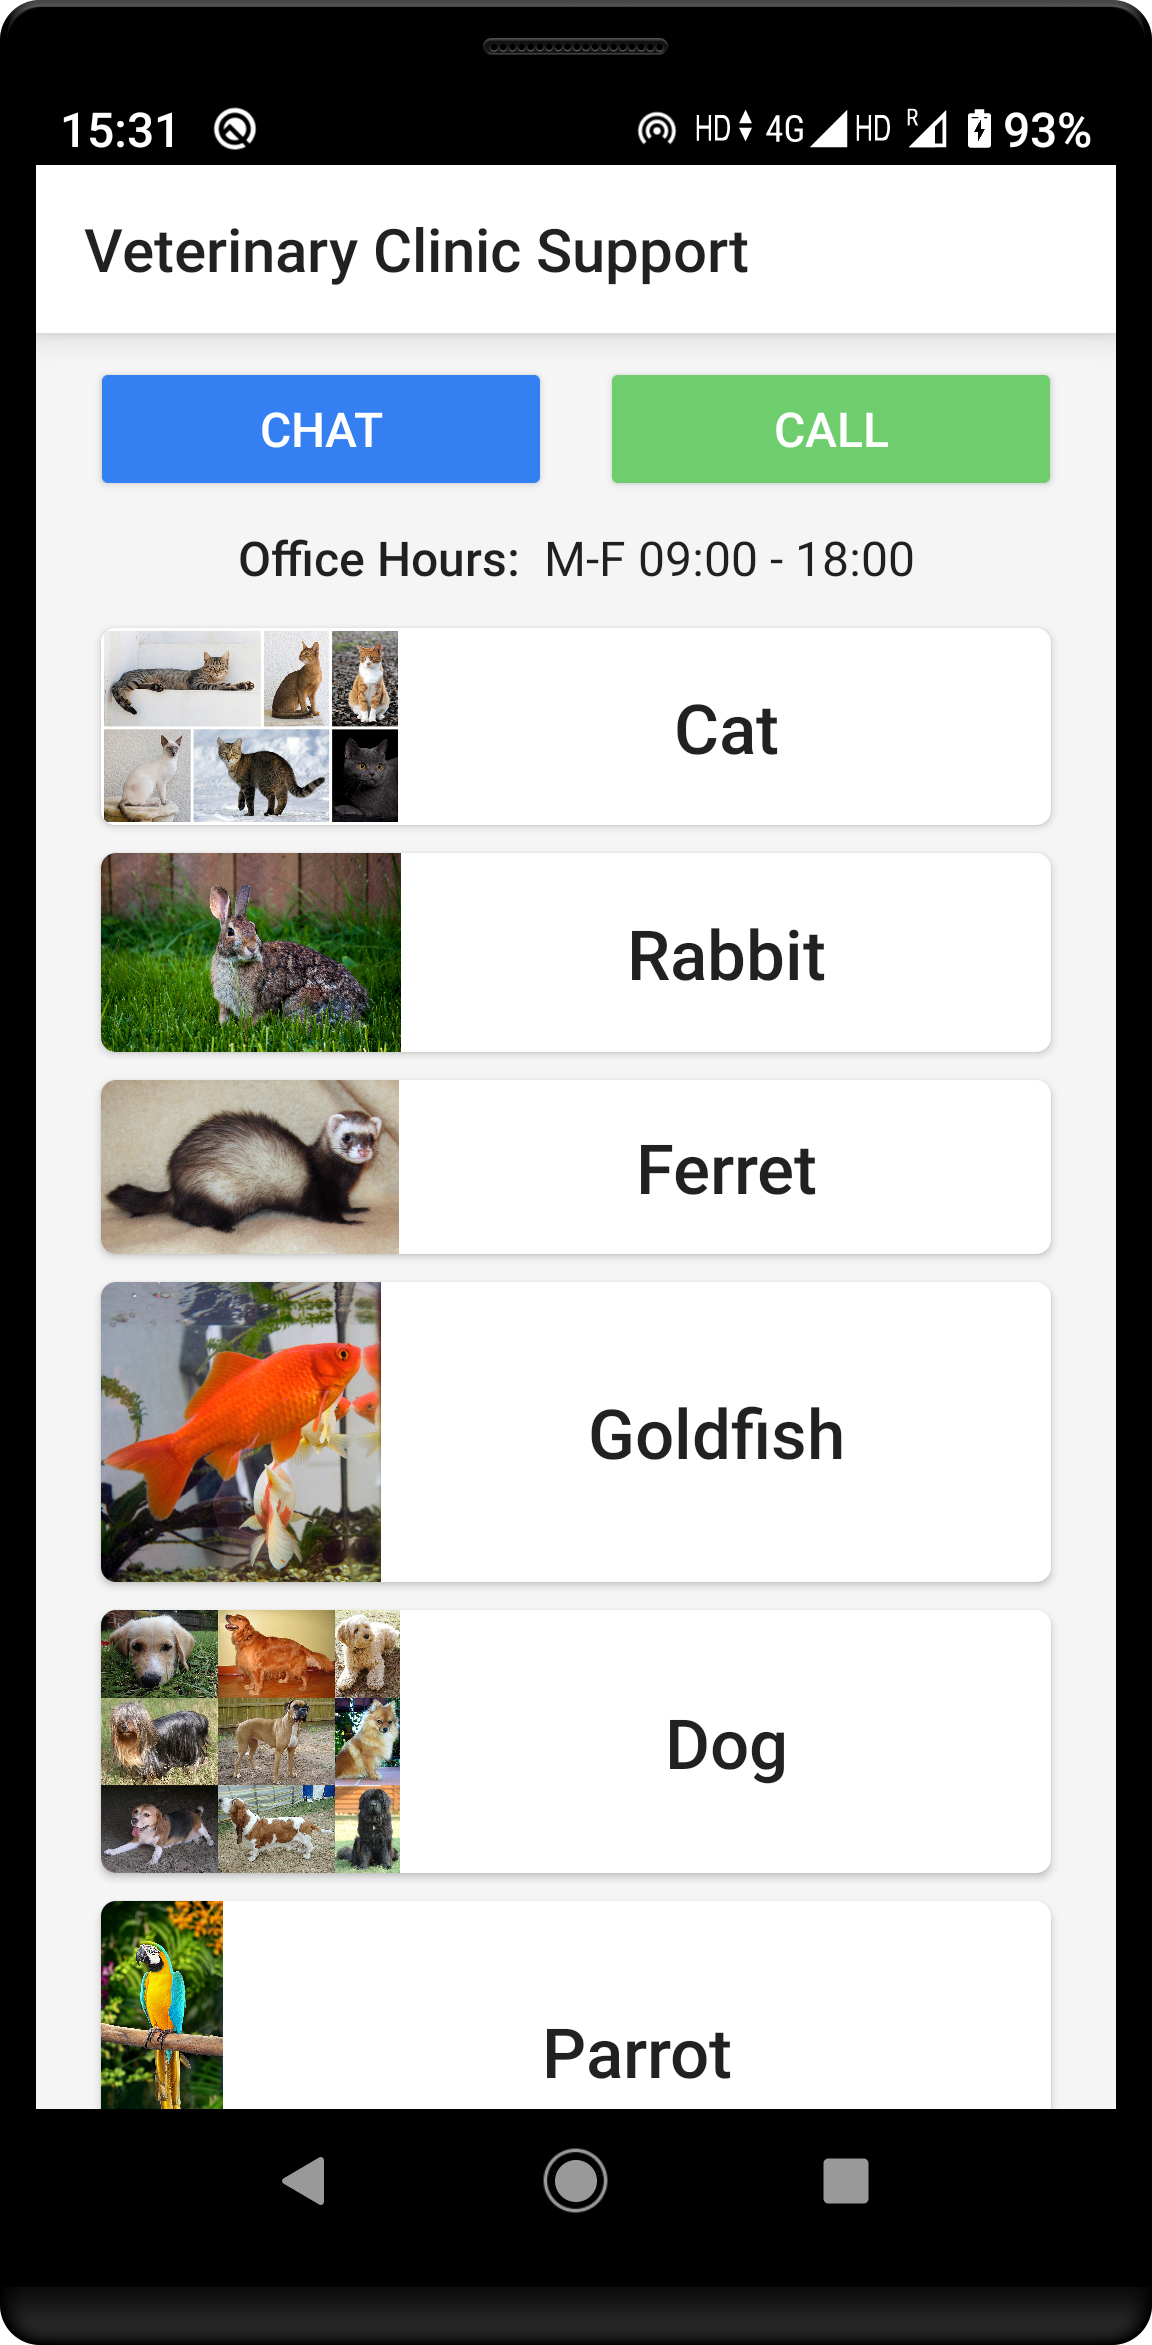 15:31 HD 4G HD R 93%
Veterinary Clinic Support
CHAT CALL
Office Hours: M-F 09:00 - 18:00
Cat
Rabbit
Ferret
Goldfish
Dog
Parrot